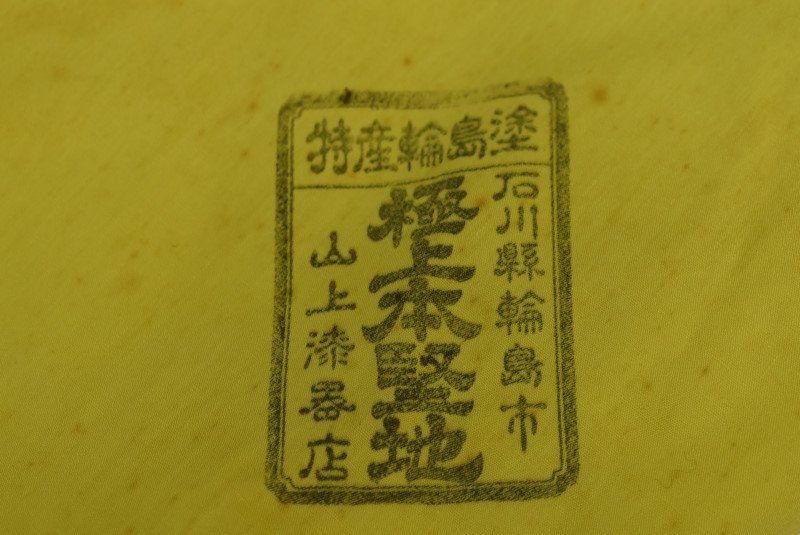 特産輪島塗
石川縣輪島市
極上本堅地
山上漆器店